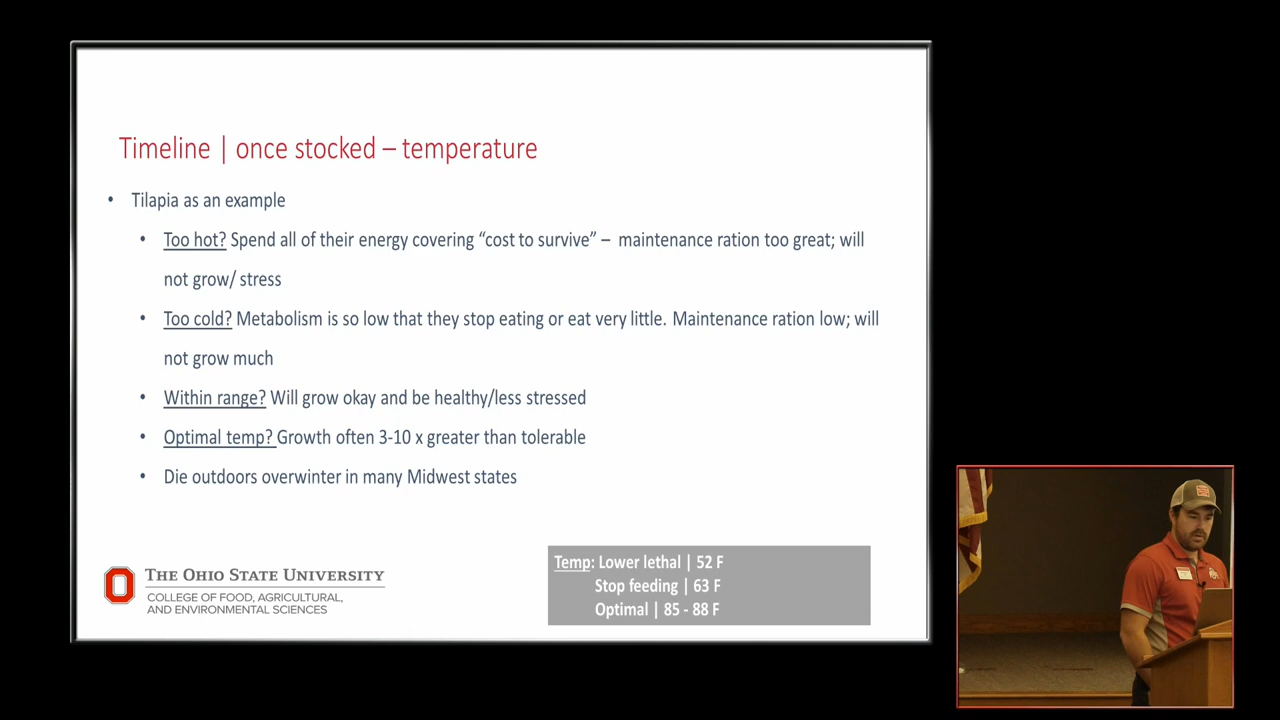 Timeline | once stocked – temperature
• Tilapia as an example
• Too hot? Spend all of their energy covering “cost to survive” – maintenance ration too great; will
not grow/ stress
• Too cold? Metabolism is so low that they stop eating or eat very little. Maintenance ration low; will
not grow much
• Within range? Will grow okay and be healthy/less stressed
• Optimal temp? Growth often 3-10 x greater than tolerable
• Die outdoors overwinter in many Midwest states
Temp: Lower lethal | 52 F
Stop feeding | 63 F
Optimal | 85 - 88 F
THE OHIO STATE UNIVERSITY
COLLEGE OF FOOD, AGRICULTURAL,
AND ENVIRONMENTAL SCIENCES